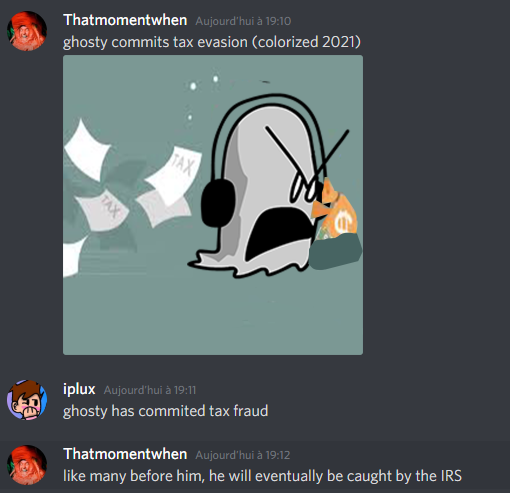 Thatmomentwhen Aujourd'hui à 19:10
ghosty commits tax evasion (colorized 2021)
TAX
TAX
iplux Aujourd'hui à 19:11
ghosty has commited tax fraud
Thatmomentwhen Aujourd'hui à 19:12
like many before him, he will eventually be caught by the IRS